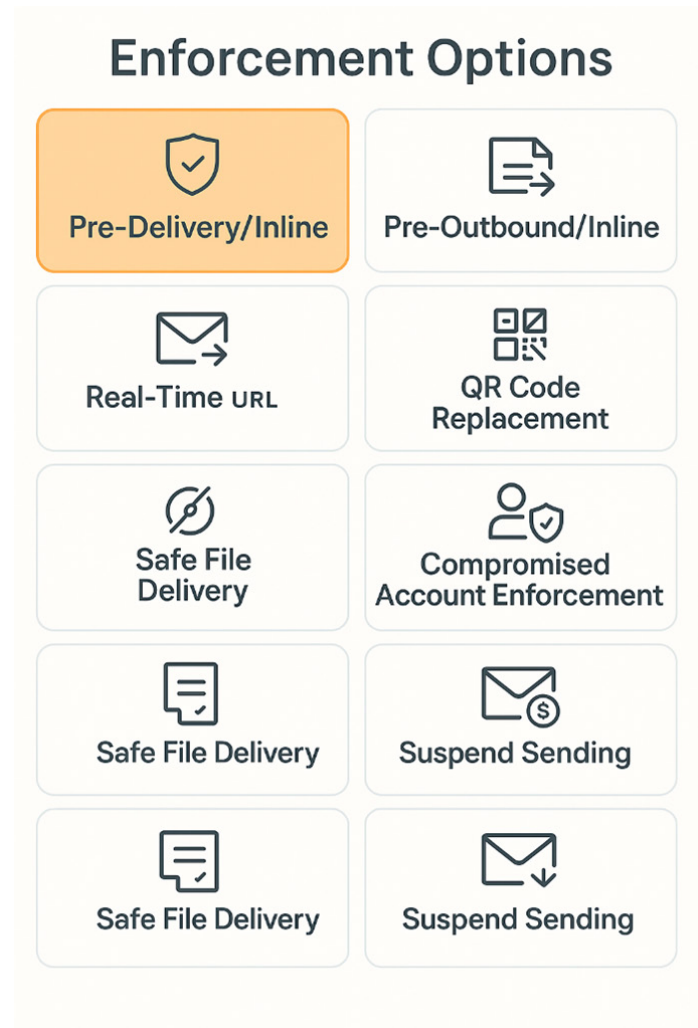 Enforcement Options
Pre-Delivery/Inline
Pre-Outbound/Inline
Real-Time URL
QR Code
Replacement
Safe File
Delivery
Compromised
Account Enforcement
Safe File Delivery
$
Suspend Sending
Safe File Delivery
Suspend Sending